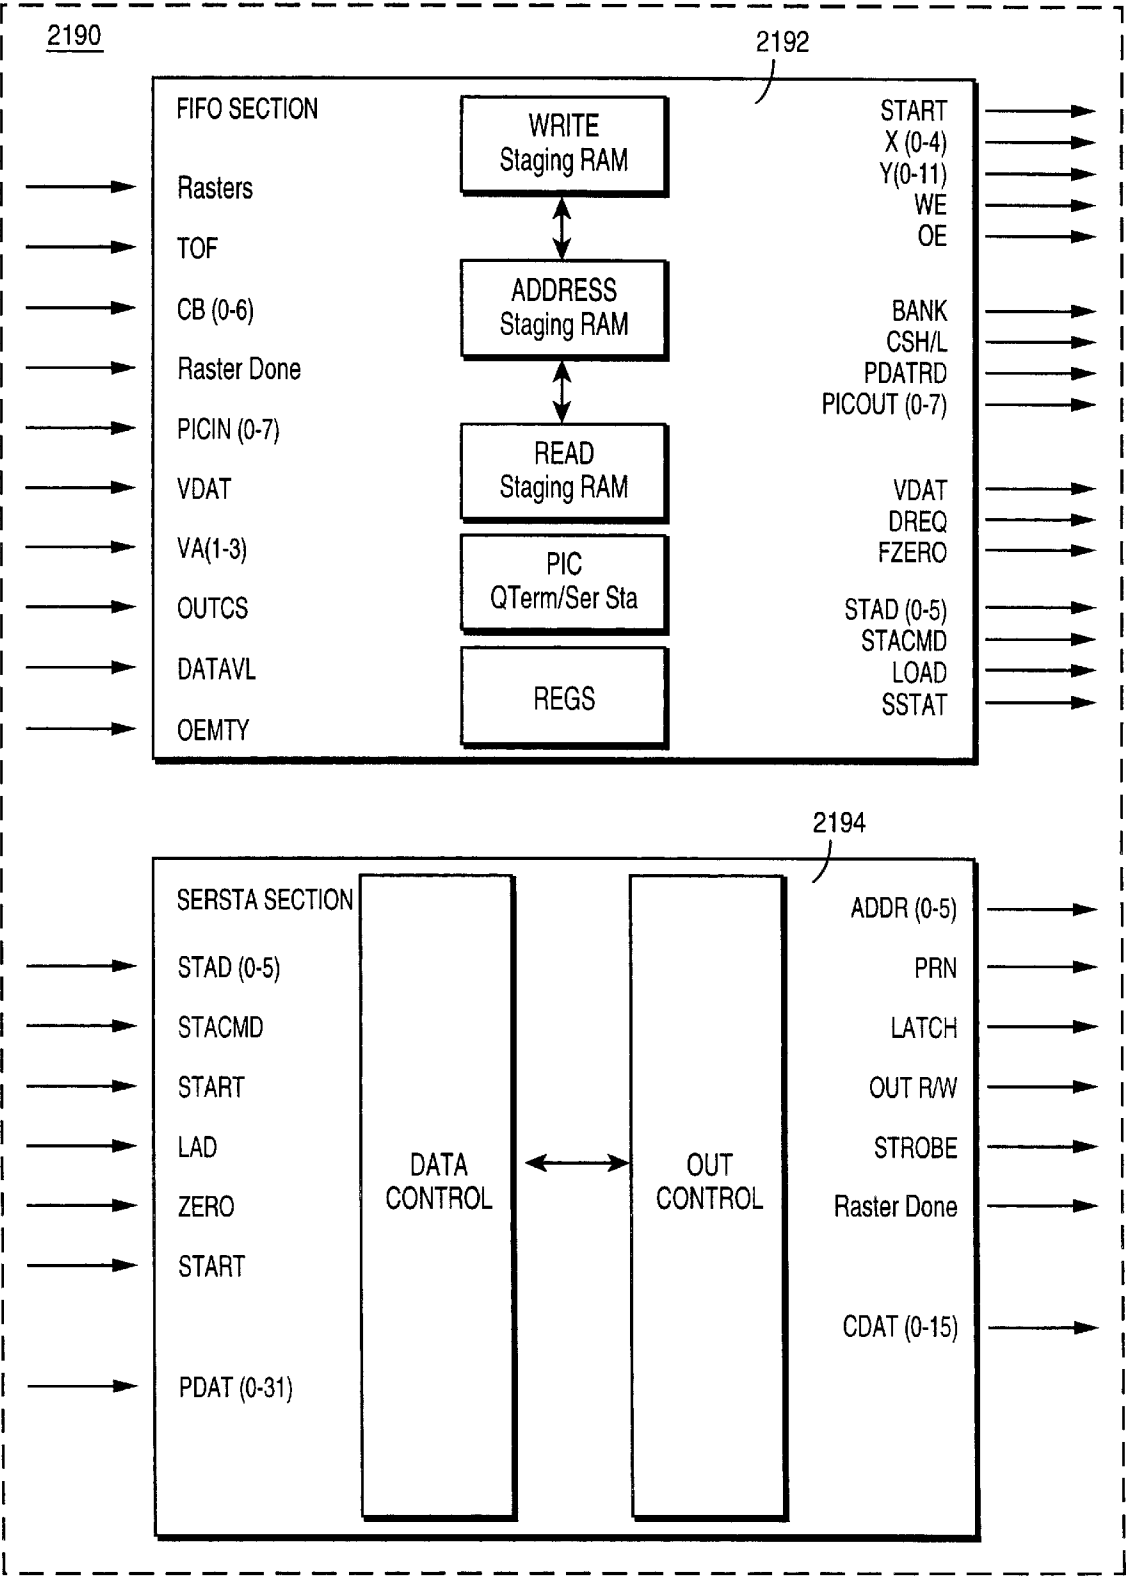 2190
2192
FIFO SECTION
Rasters
TOF
CB (0-6)
Raster Done
PICIN (0-7)
VDAT
VA(1-3)
OUTCS
DATAVL
OEMTY
WRITE
Staging RAM
ADDRESS
Staging RAM
READ
Staging RAM
PIC
QTerm/Ser Sta
REGS
START
X (0-4)
Y(0-11)
WE
OE
BANK
CSH/L
PDATRD
PICOUT (0-7)
VDAT
DREQ
FZERO
STAD (0-5)
STACMD
LOAD
SSTAT
2194
SERSTA SECTION
STAD (0-5)
STACMD
START
LAD
ZERO
START
PDAT (0-31)
DATA
CONTROL
OUT
CONTROL
ADDR (0-5)
PRN
LATCH
OUT R/W
STROBE
Raster Done
CDAT (0-15)